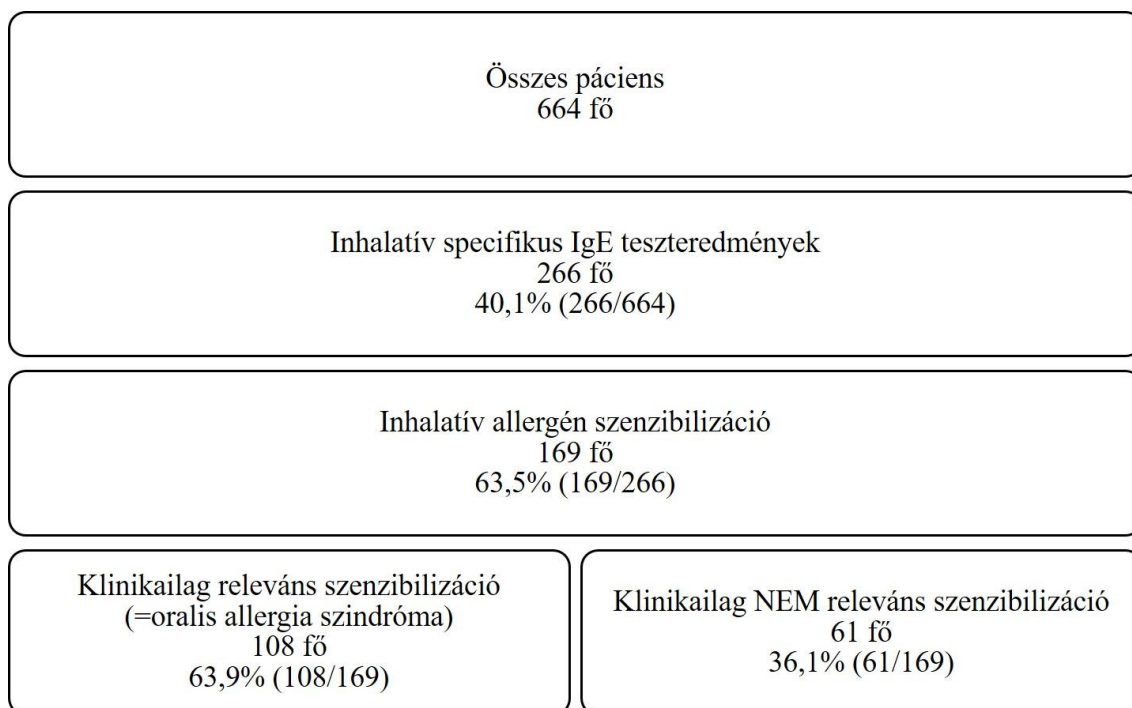 Összes páciens
664 fő
Inhalatív specifikus IgE teszteredmények
266 fő
40,1% (266/664)
Inhalatív allergén szenzibilizáció
169 fő
63,5% (169/266)
Klinikailag releváns szenzibilizáció
(=oralis allergia szindróma)
108 fő
63,9% (108/169)
Klinikailag NEM releváns szenzibilizáció
61 fő
36,1% (61/169)